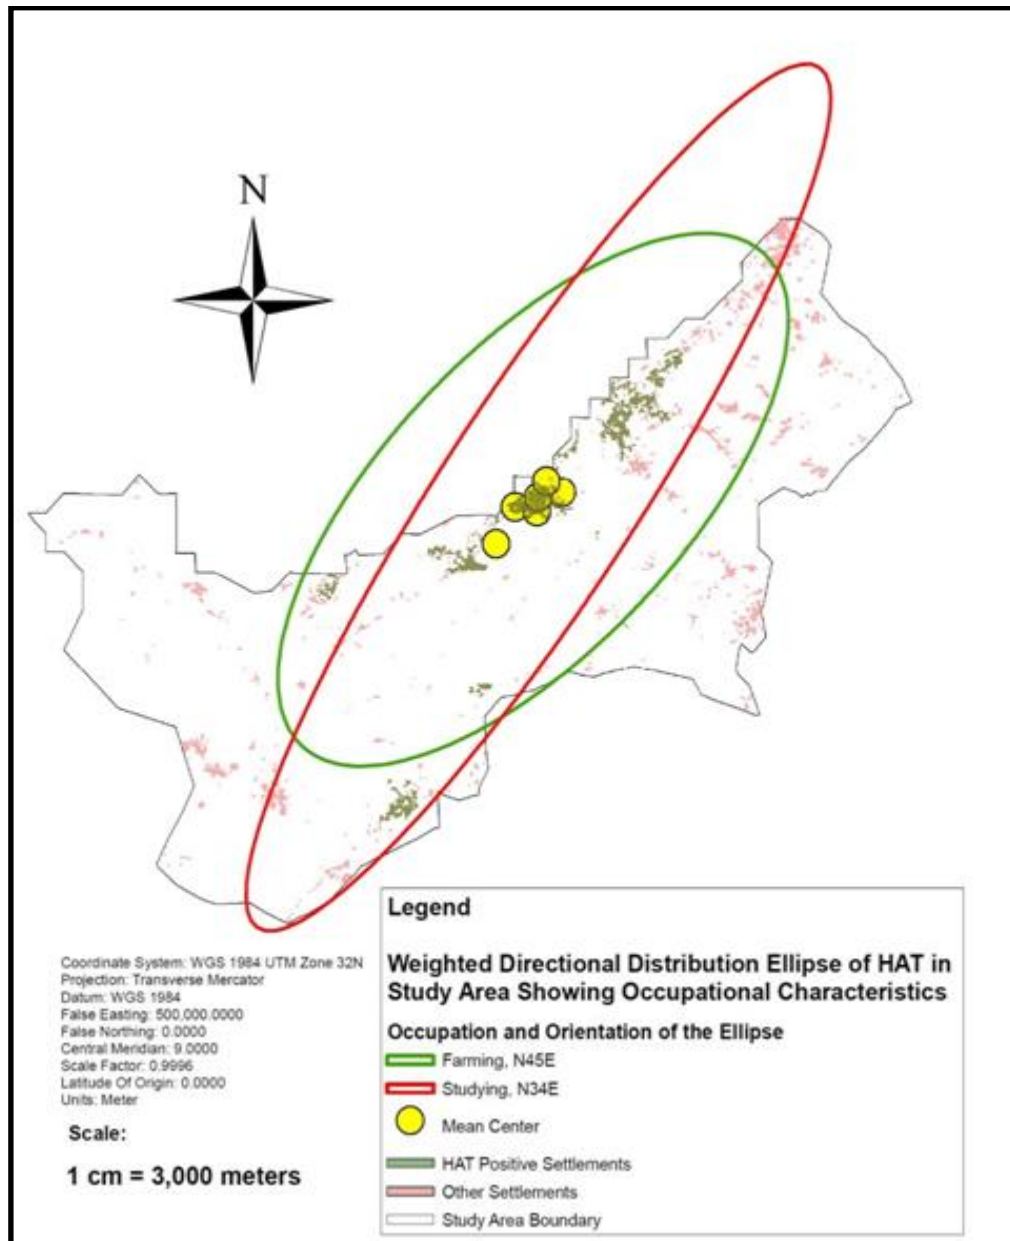 N
Coordinate System: WGS 1984 UTM Zone 32N
Projection: Transverse Mercator
Datum: WGS 1984
False Easting: 500,000.0000
False Northing: 0.0000
Central Meridian: 9.0000
Scale Factor: 0.9996
Latitude Of Origin: 0.0000
Units: Meter
Scale:
1 cm = 3,000 meters
Legend
Weighted Directional Distribution Ellipse of HAT in
Study Area Showing Occupational Characteristics
Occupation and Orientation of the Ellipse
Farming, N45E
Studying, N34E
Mean Center
HAT Positive Settlements
Other Settlements
Study Area Boundary